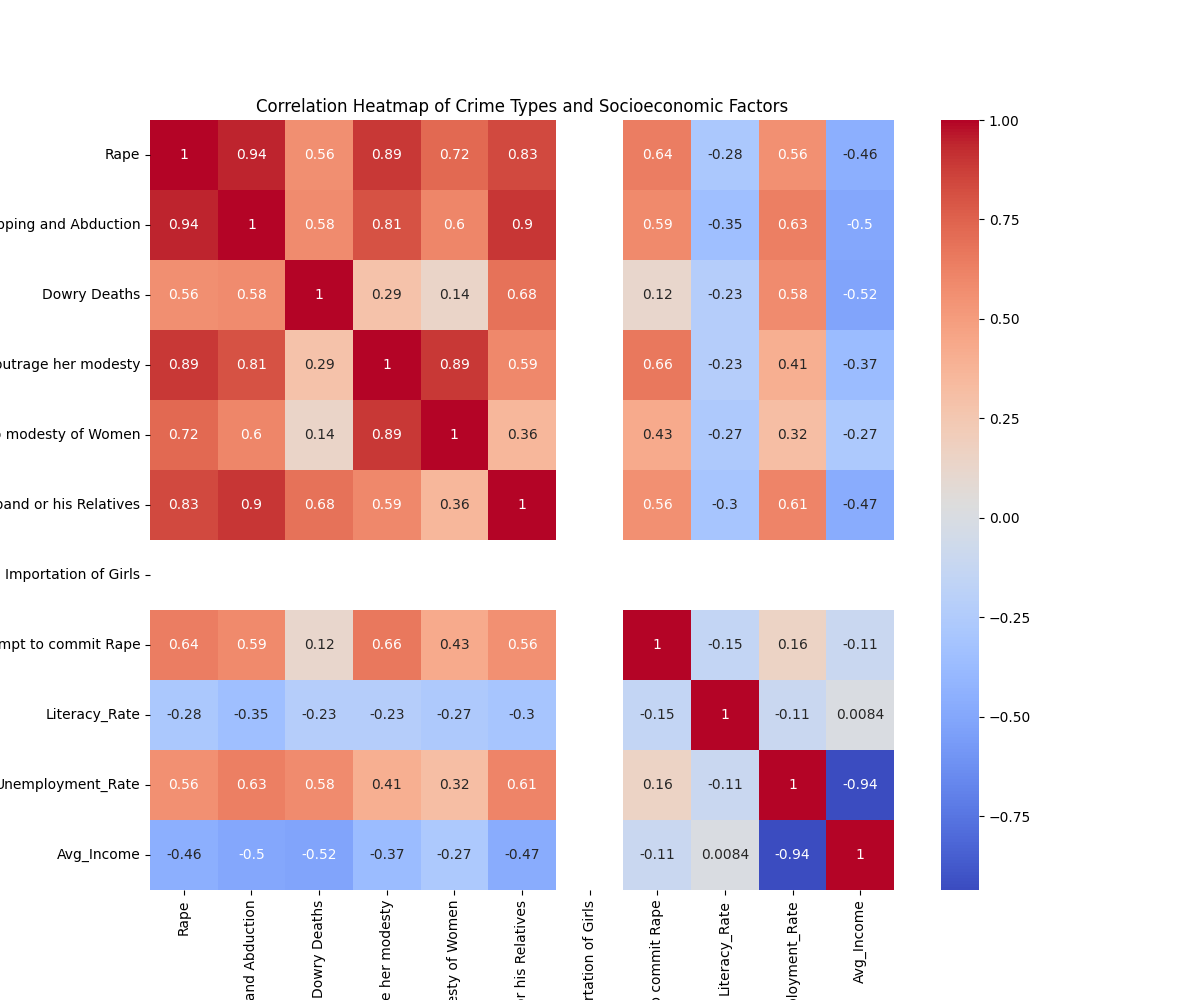 Correlation Heatmap of Crime Types and Socioeconomic Factors
Rape 1 0.94 0.56 0.89 0.72 0.83 0.64 -0.28 0.56 -0.46
pping and Abduction 0.94 1 0.58 0.81 0.6 0.9 0.59 -0.35 0.63 -0.5
Dowry Deaths 0.56 0.58 1 0.29 0.14 0.68 0.12 -0.23 0.58 -0.52
outrage her modesty 0.89 0.81 0.29 1 0.89 0.59 0.66 -0.23 0.41 -0.37
modesty of Women 0.72 0.6 0.14 0.89 1 0.36 0.43 -0.27 0.32 -0.27
band or his Relatives 0.83 0.9 0.68 0.59 0.36 1 0.56 -0.3 0.61 -0.47
Importation of Girls
mpt to commit Rape 0.64 0.59 0.12 0.66 0.43 0.56 1 -0.15 0.16 -0.11
Literacy_Rate -0.28 -0.35 -0.23 -0.23 -0.27 -0.3 -0.15 1 -0.11 0.0084
Unemployment_Rate 0.56 0.63 0.58 0.41 0.32 0.61 0.16 -0.11 1 -0.94
Avg_Income -0.46 -0.5 -0.52 -0.37 -0.27 -0.47 -0.11 0.0084 -0.94 1
Rape
and Abduction
Dowry Deaths
e her modesty
esty of Women
or his Relatives
rtation of Girls
o commit Rape
Literacy_Rate
ployment_Rate
Avg_Income
1.00
0.75
0.50
0.25
0.00
−0.25
−0.50
−0.75